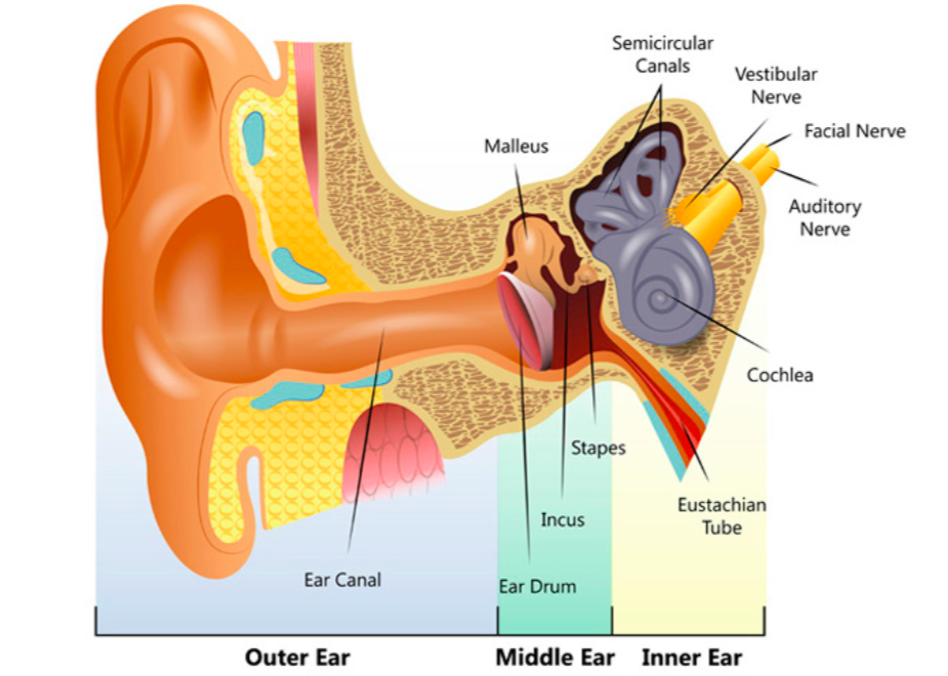 Semicircular
Canals
Vestibular
Nerve
Facial Nerve
Malleus
Auditory
Nerve
Cochlea
Stapes
Eustachian
Tube
Incus
Ear Canal
Ear Drum
Outer Ear
Middle Ear
Inner Ear